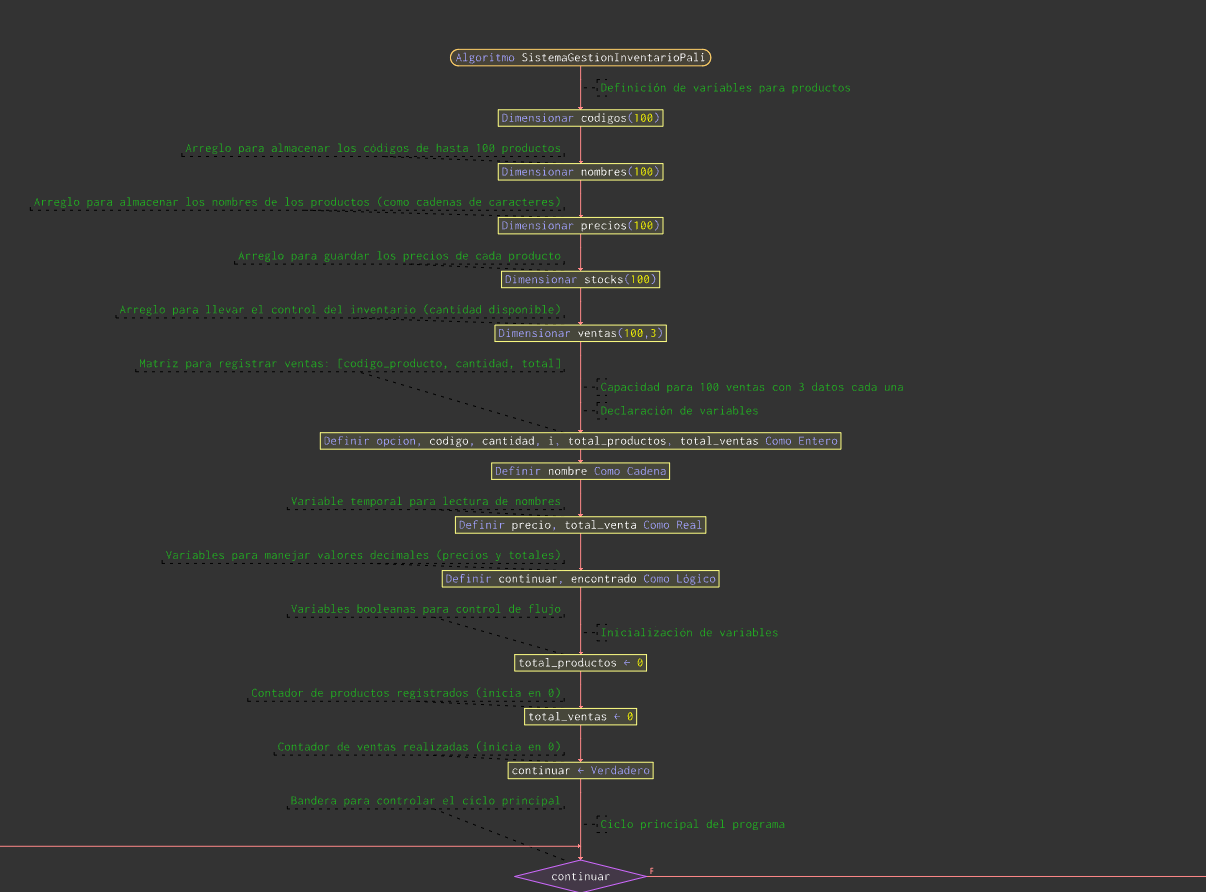 Algoritmo SistemaGestionInventarioPali
Definición de variables para productos
Dimensionar codigos(100)
Arreglo para almacenar los códigos de hasta 100 productos
Dimensionar nombres(100)
Arreglo para almacenar los nombres de los productos (como cadenas de caracteres)
Dimensionar precios(100)
Arreglo para guardar los precios de cada producto
Dimensionar stocks(100)
Arreglo para llevar el control del inventario (cantidad disponible)
Dimensionar ventas(100,3)
Matriz para registrar ventas: [codigo_producto, cantidad, total]
Capacidad para 100 ventas con 3 datos cada una
Declaración de variables
Definir opcion, codigo, cantidad, i, total_productos, total_ventas Como Entero
Definir nombre Como Cadena
Variable temporal para lectura de nombres
Definir precio, total_venta Como Real
Variables para manejar valores decimales (precios y totales)
Definir continuar, encontrado Como Lógico
Variables booleanas para control de flujo
Inicialización de variables
total_productos ← 0
Contador de productos registrados (inicia en 0)
total_ventas ← 0
Contador de ventas realizadas (inicia en 0)
continuar ← Verdadero
Bandera para controlar el ciclo principal
Ciclo principal del programa
F
continuar